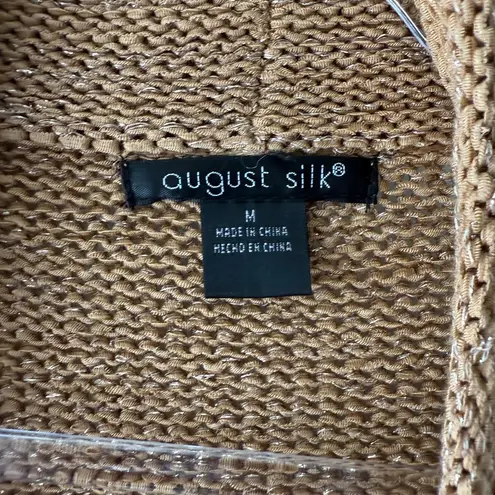 august silk®
M
MADE IN CHINA
HECHO EN CHINA